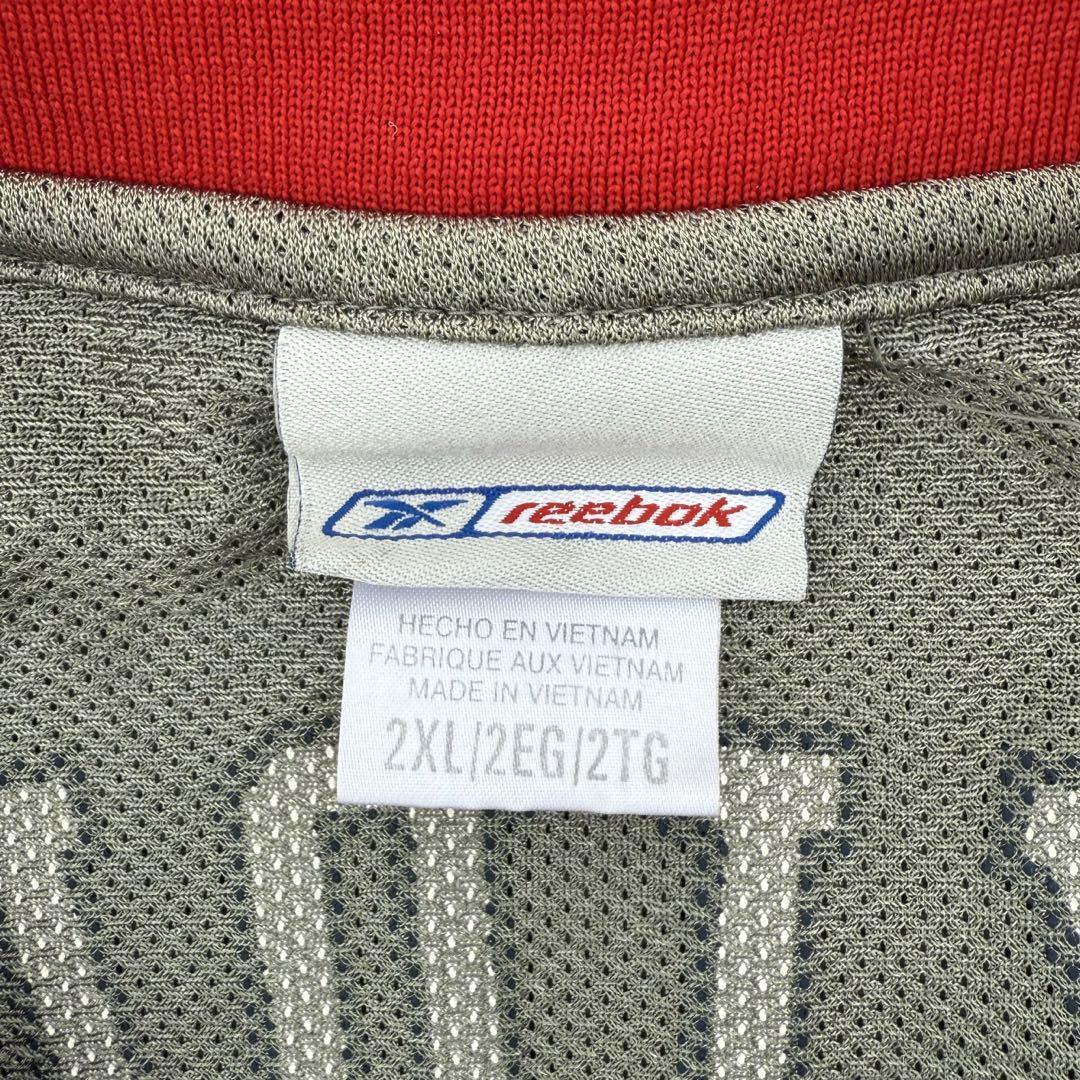 reebok
HECHO EN VIETNAM
FABRIQUE AUX VIETNAM
MADE IN VIETNAM
2XL/2EG/2TG